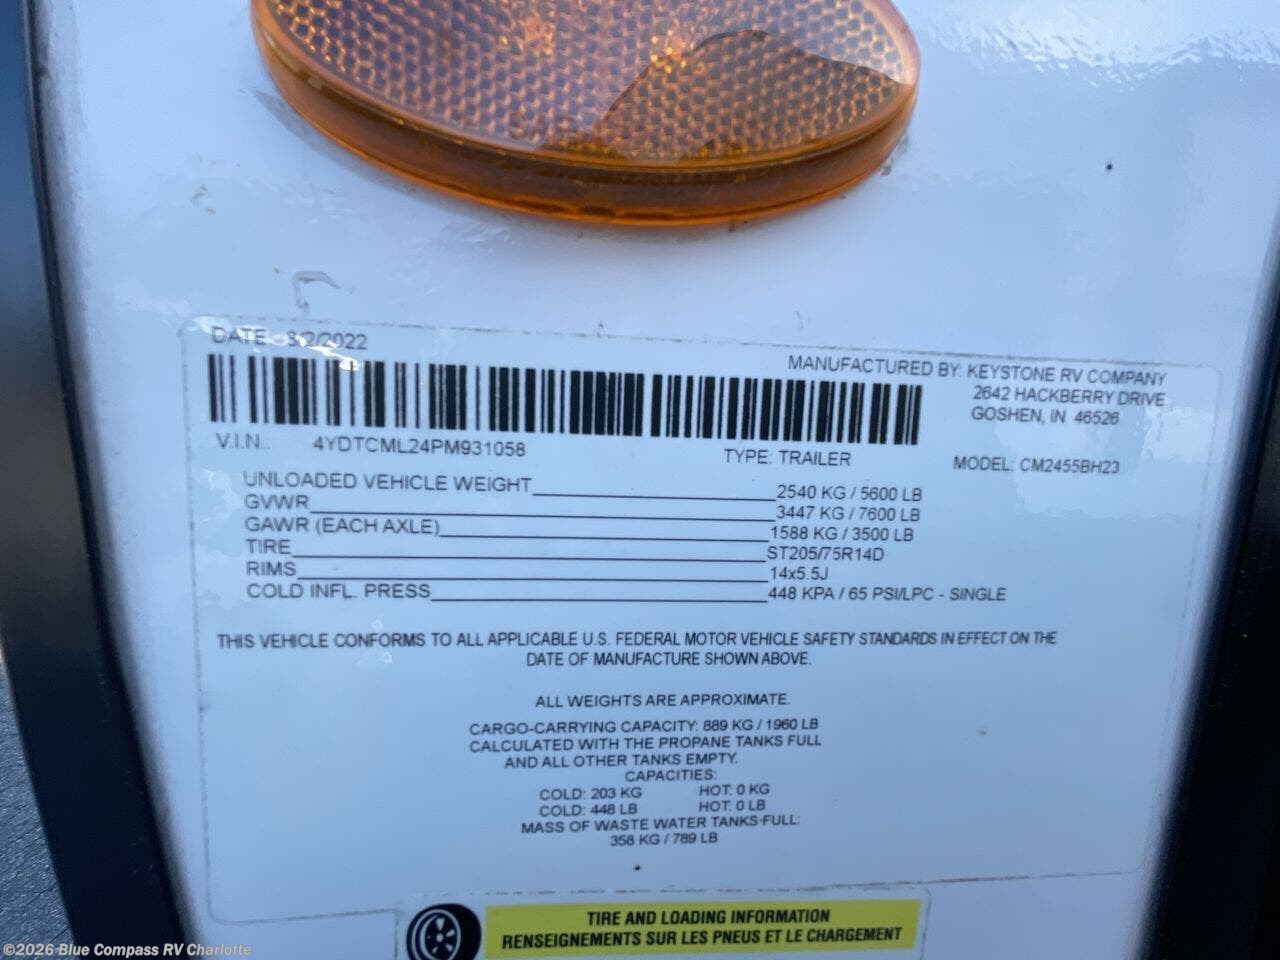 DATE 8/2/2022
MANUFACTURED BY: KEYSTONE RV COMPANY
2642 HACKBERRY DRIVE
GOSHEN, IN 46526
V.I.N.: 4YDTCML24PM931058
TYPE: TRAILER
MODEL: CM2455BH23
UNLOADED VEHICLE WEIGHT 2540 KG / 5600 LB
GVWR 3447 KG / 7600 LB
GAWR (EACH AXLE) 1588 KG / 3500 LB
TIRE ST205/75R14D
RIMS 14x5.5J
COLD INFL. PRESS 448 KPA / 65 PSI/LPC - SINGLE
THIS VEHICLE CONFORMS TO ALL APPLICABLE U.S. FEDERAL MOTOR VEHICLE SAFETY STANDARDS IN EFFECT ON THE
DATE OF MANUFACTURE SHOWN ABOVE.
ALL WEIGHTS ARE APPROXIMATE.
CARGO-CARRYING CAPACITY: 889 KG / 1960 LB
CALCULATED WITH THE PROPANE TANKS FULL
AND ALL OTHER TANKS EMPTY.
CAPACITIES:
COLD: 203 KG HOT: 0 KG
COLD: 448 LB HOT: 0 LB
MASS OF WASTE WATER TANKS FULL:
358 KG / 789 LB
TIRE AND LOADING INFORMATION
RENSEIGNEMENTS SUR LES PNEUS ET LE CHARGEMENT
©2026 Blue Compass RV Charlotte